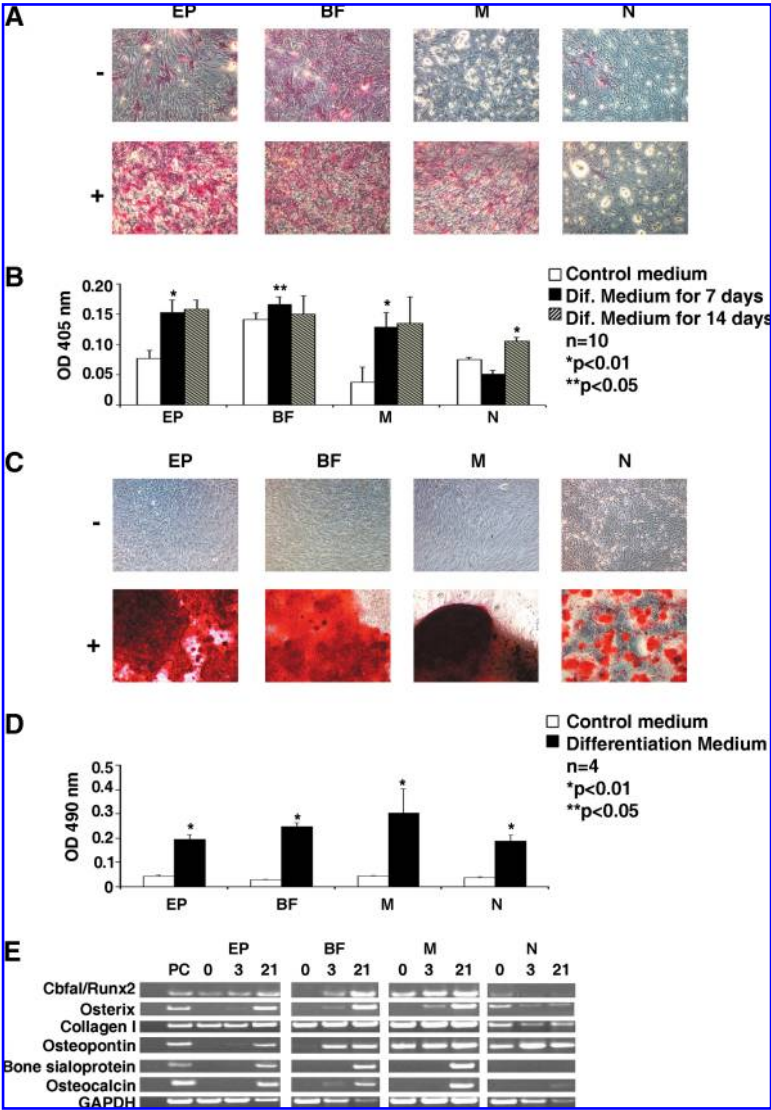 A EP BF M N
-
+
B
0.20
0.15
0.10
0.05
0
OD 405 nm
EP BF M N
Control medium
Dif. Medium for 7 days
Dif. Medium for 14 days
n=10
*p<0.01
**p<0.05
* ** * *
C EP BF M N
-
+
D
0.5
0.4
0.3
0.2
0.1
0
OD 490 nm
EP BF M N
Control medium
Differentiation Medium
n=4
*p<0.01
**p<0.05
* * * *
E EP BF M N
PC 0 3 21 0 3 21 0 3 21 0 3 21
Cbfal/Runx2
Osterix
Collagen I
Osteopontin
Bone sialoprotein
Osteocalcin
GAPDH